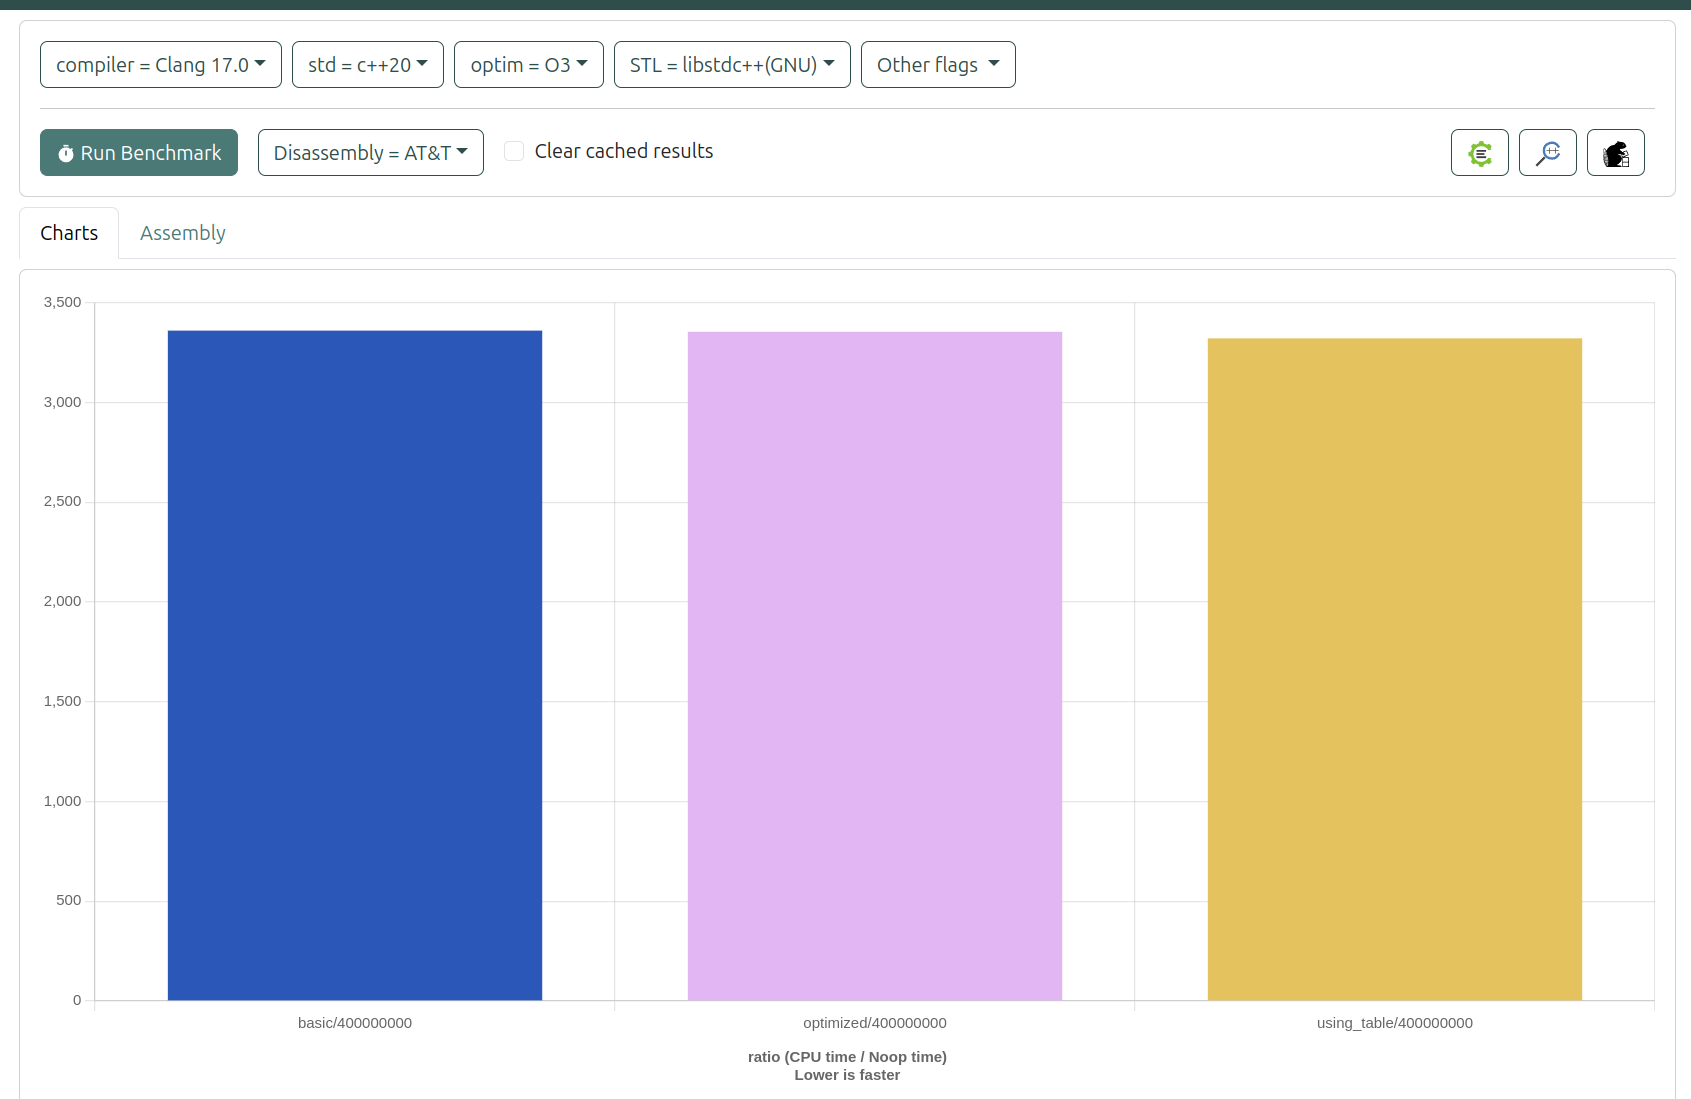 compiler = Clang 17.0
std = c++20
optim = O3
STL = libstdc++(GNU)
Other flags
Run Benchmark
Disassembly = AT&T
Clear cached results
Charts
Assembly
3,500
3,000
2,500
2,000
1,500
1,000
500
0
basic/400000000
optimized/400000000
using_table/400000000
ratio (CPU time / Noop time)
Lower is faster